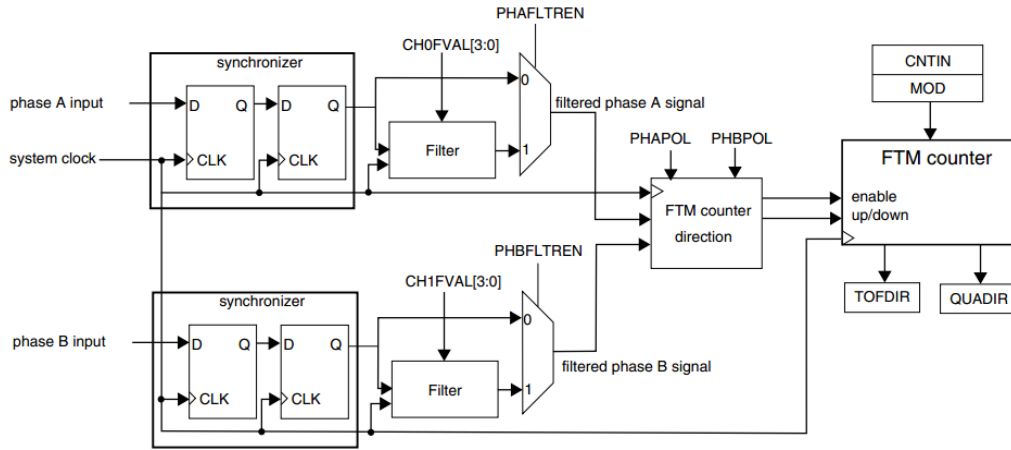 PHAFLTREN
CH0FVAL[3:0]
synchronizer
CNTIN
MOD
phase A input
D Q D Q
0
filtered phase A signal
system clock
CLK CLK
Filter
1
PHAPOL PHBPOL
FTM counter
enable
up/down
FTM counter
direction
PHBFLTREN
CH1FVAL[3:0]
TOFDIR QUADIR
synchronizer
phase B input
D Q D Q
0
filtered phase B signal
CLK CLK
Filter
1